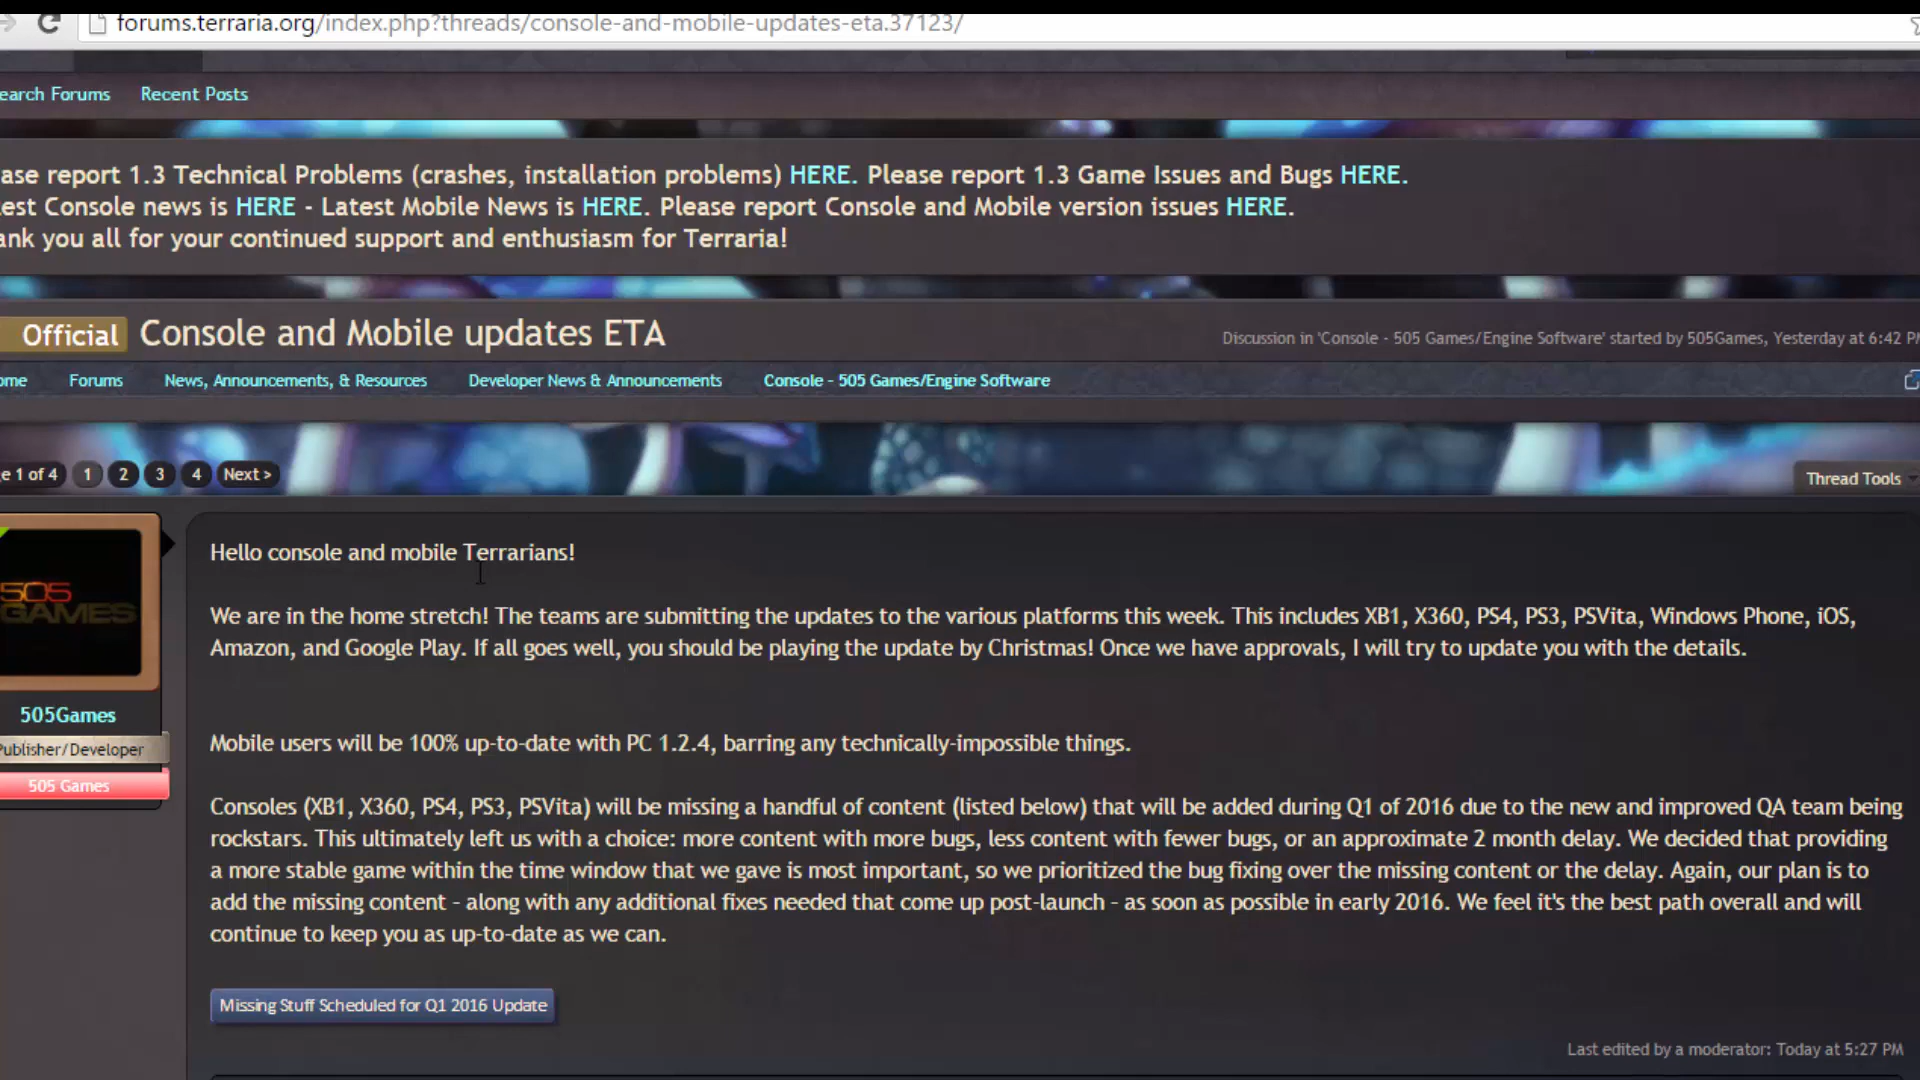 forums.terraria.org/index.php?threads/console-and-mobile-updates-eta.37123/
earch Forums Recent Posts
ase report 1.3 Technical Problems (crashes, installation problems) HERE. Please report 1.3 Game Issues and Bugs HERE.
est Console news is HERE - Latest Mobile News is HERE. Please report Console and Mobile version issues HERE.
ank you all for your continued support and enthusiasm for Terraria!
Official Console and Mobile updates ETA
Discussion in 'Console - 505 Games/Engine Software' started by 505Games, Yesterday at 6:42 PM
ome Forums News, Announcements, & Resources Developer News & Announcements Console - 505 Games/Engine Software
e 1 of 4 1 2 3 4 Next >
Thread Tools
505 GAMES
505Games
Publisher/Developer
505 Games
Hello console and mobile Terrarians!
We are in the home stretch! The teams are submitting the updates to the various platforms this week. This includes XB1, X360, PS4, PS3, PSVita, Windows Phone, iOS,
Amazon, and Google Play. If all goes well, you should be playing the update by Christmas! Once we have approvals, I will try to update you with the details.
Mobile users will be 100% up-to-date with PC 1.2.4, barring any technically-impossible things.
Consoles (XB1, X360, PS4, PS3, PSVita) will be missing a handful of content (listed below) that will be added during Q1 of 2016 due to the new and improved QA team being
rockstars. This ultimately left us with a choice: more content with more bugs, less content with fewer bugs, or an approximate 2 month delay. We decided that providing
a more stable game within the time window that we gave is most important, so we prioritized the bug fixing over the missing content or the delay. Again, our plan is to
add the missing content - along with any additional fixes needed that come up post-launch - as soon as possible in early 2016. We feel it's the best path overall and will
continue to keep you as up-to-date as we can.
Missing Stuff Scheduled for Q1 2016 Update
Last edited by a moderator: Today at 5:27 PM